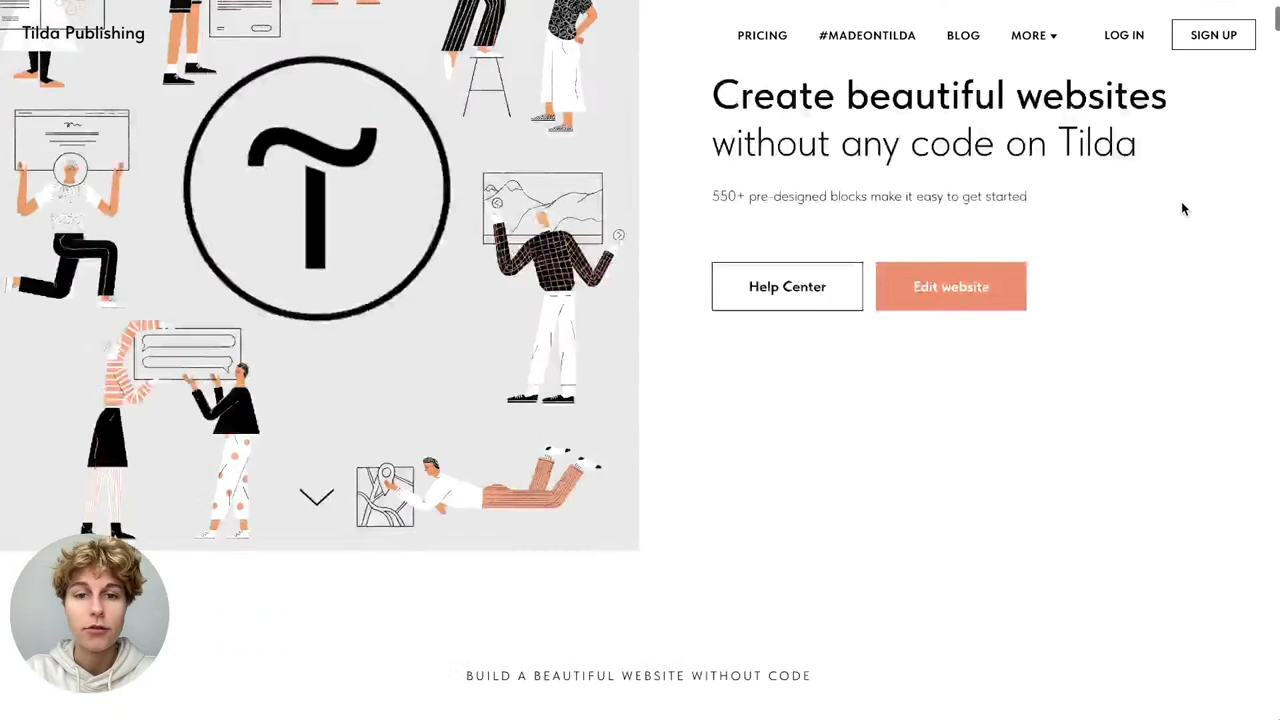 Tilda Publishing
PRICING
#MADEONTILDA
BLOG
MORE
LOG IN
SIGN UP
Create beautiful websites
without any code on Tilda
550+ pre-designed blocks make it easy to get started
Help Center
Edit website
BUILD A BEAUTIFUL WEBSITE WITHOUT CODE